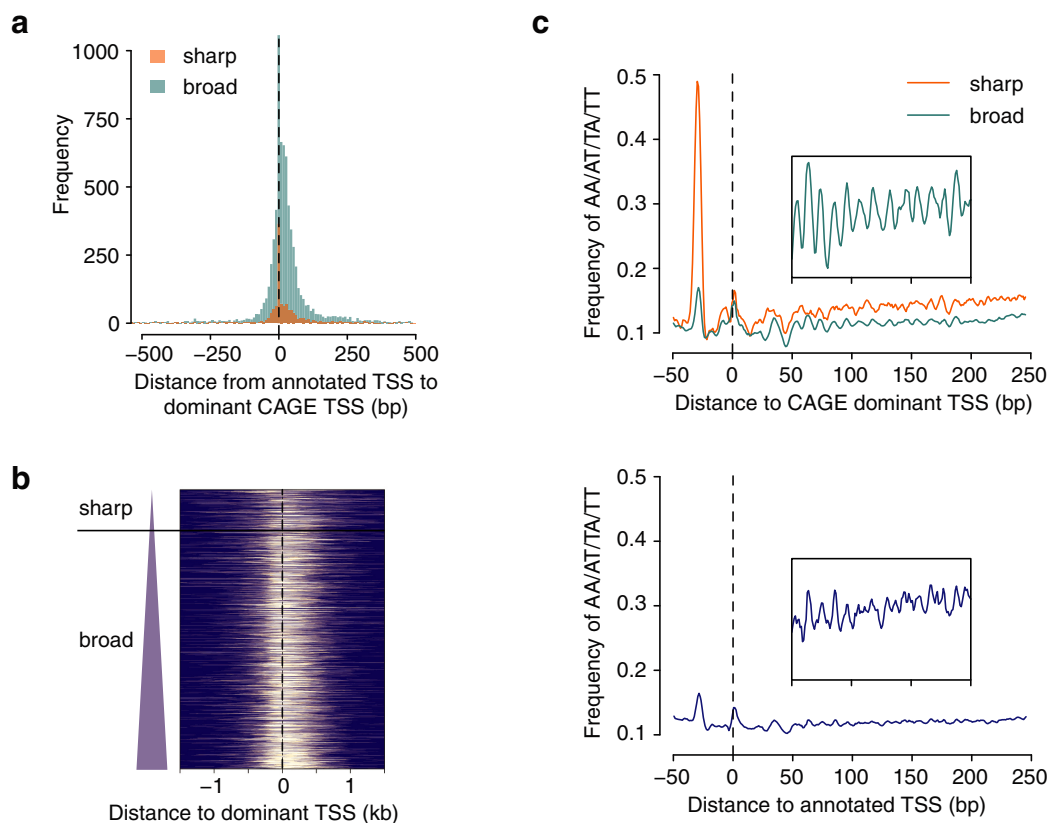 a
1000
750
500
250
0
Frequency
sharp
broad
−500
−250
0
250
500
Distance from annotated TSS to
dominant CAGE TSS (bp)
b
sharp
broad
−1
0
1
Distance to dominant TSS (kb)
c
0.5
0.4
0.3
0.2
0.1
Frequency of AA/AT/TA/TT
sharp
broad
−50
0
50
100
150
200
250
Distance to CAGE dominant TSS (bp)
0.5
0.4
0.3
0.2
0.1
Frequency of AA/AT/TA/TT
−50
0
50
100
150
200
250
Distance to annotated TSS (bp)